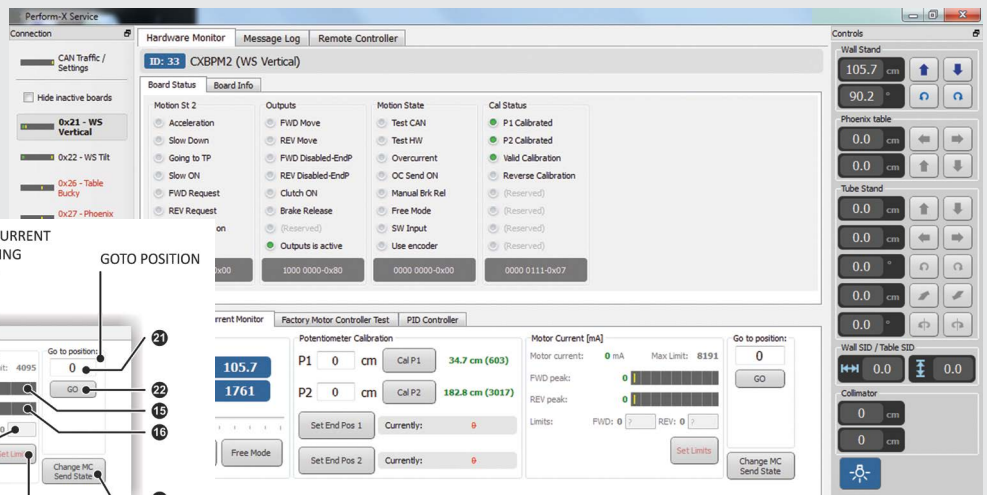 Perform-X Service
Connection
CAN Traffic / Settings
Hide inactive boards
0x21 - WS Vertical
0x22 - WS Tilt
0x26 - Table Bucky
0x27 - Phoenix
Hardware Monitor Message Log Remote Controller
ID: 33 CXBPM2 (WS Vertical)
Board Status Board Info
Motion St 2
Acceleration
Slow Down
Going to TP
Slow ON
FWD Request
REV Request
on
0x00
Outputs
FWD Move
REV Move
FWD Disabled-EndP
REV Disabled-EndP
Clutch ON
Brake Release
(Reserved)
Outputs is active
1000 0000-0x80
Motion State
Test CAN
Test HW
Overcurrent
OC Send ON
Manual Brk Rel
Free Mode
SW Input
Use encoder
0000 0000-0x00
Cal Status
P1 Calibrated
P2 Calibrated
Valid Calibration
Reverse Calibration
(Reserved)
(Reserved)
(Reserved)
(Reserved)
0000 0111-0x07
URRENT
ING
GOTO POSITION
it: 4095
Go to position:
0
GO
21
22
15
16
0
Set Limits
Change MC
Send State
rrent Monitor Factory Motor Controller Test PID Controller
105.7
1761
Free Mode
Potentiometer Calibration
P1 0 cm Cal P1 34.7 cm (603)
P2 0 cm Cal P2 182.8 cm (3017)
Set End Pos 1 Currently: 0
Set End Pos 2 Currently: 0
Motor Current [mA]
Motor current: 0 mA Max Limit: 8191
FWD peak: 0
REV peak: 0
Limits: FWD: 0 ? REV: 0 ?
Set Limits
Go to position:
0
GO
Change MC
Send State
Controls
Wall Stand
105.7 cm
90.2 °
Phoenix table
0.0 cm
0.0 cm
Tube Stand
0.0 cm
0.0 cm
0.0 °
0.0 cm
0.0 °
Wall SID / Table SID
0.0 0.0
Collimator
0 cm
0 cm